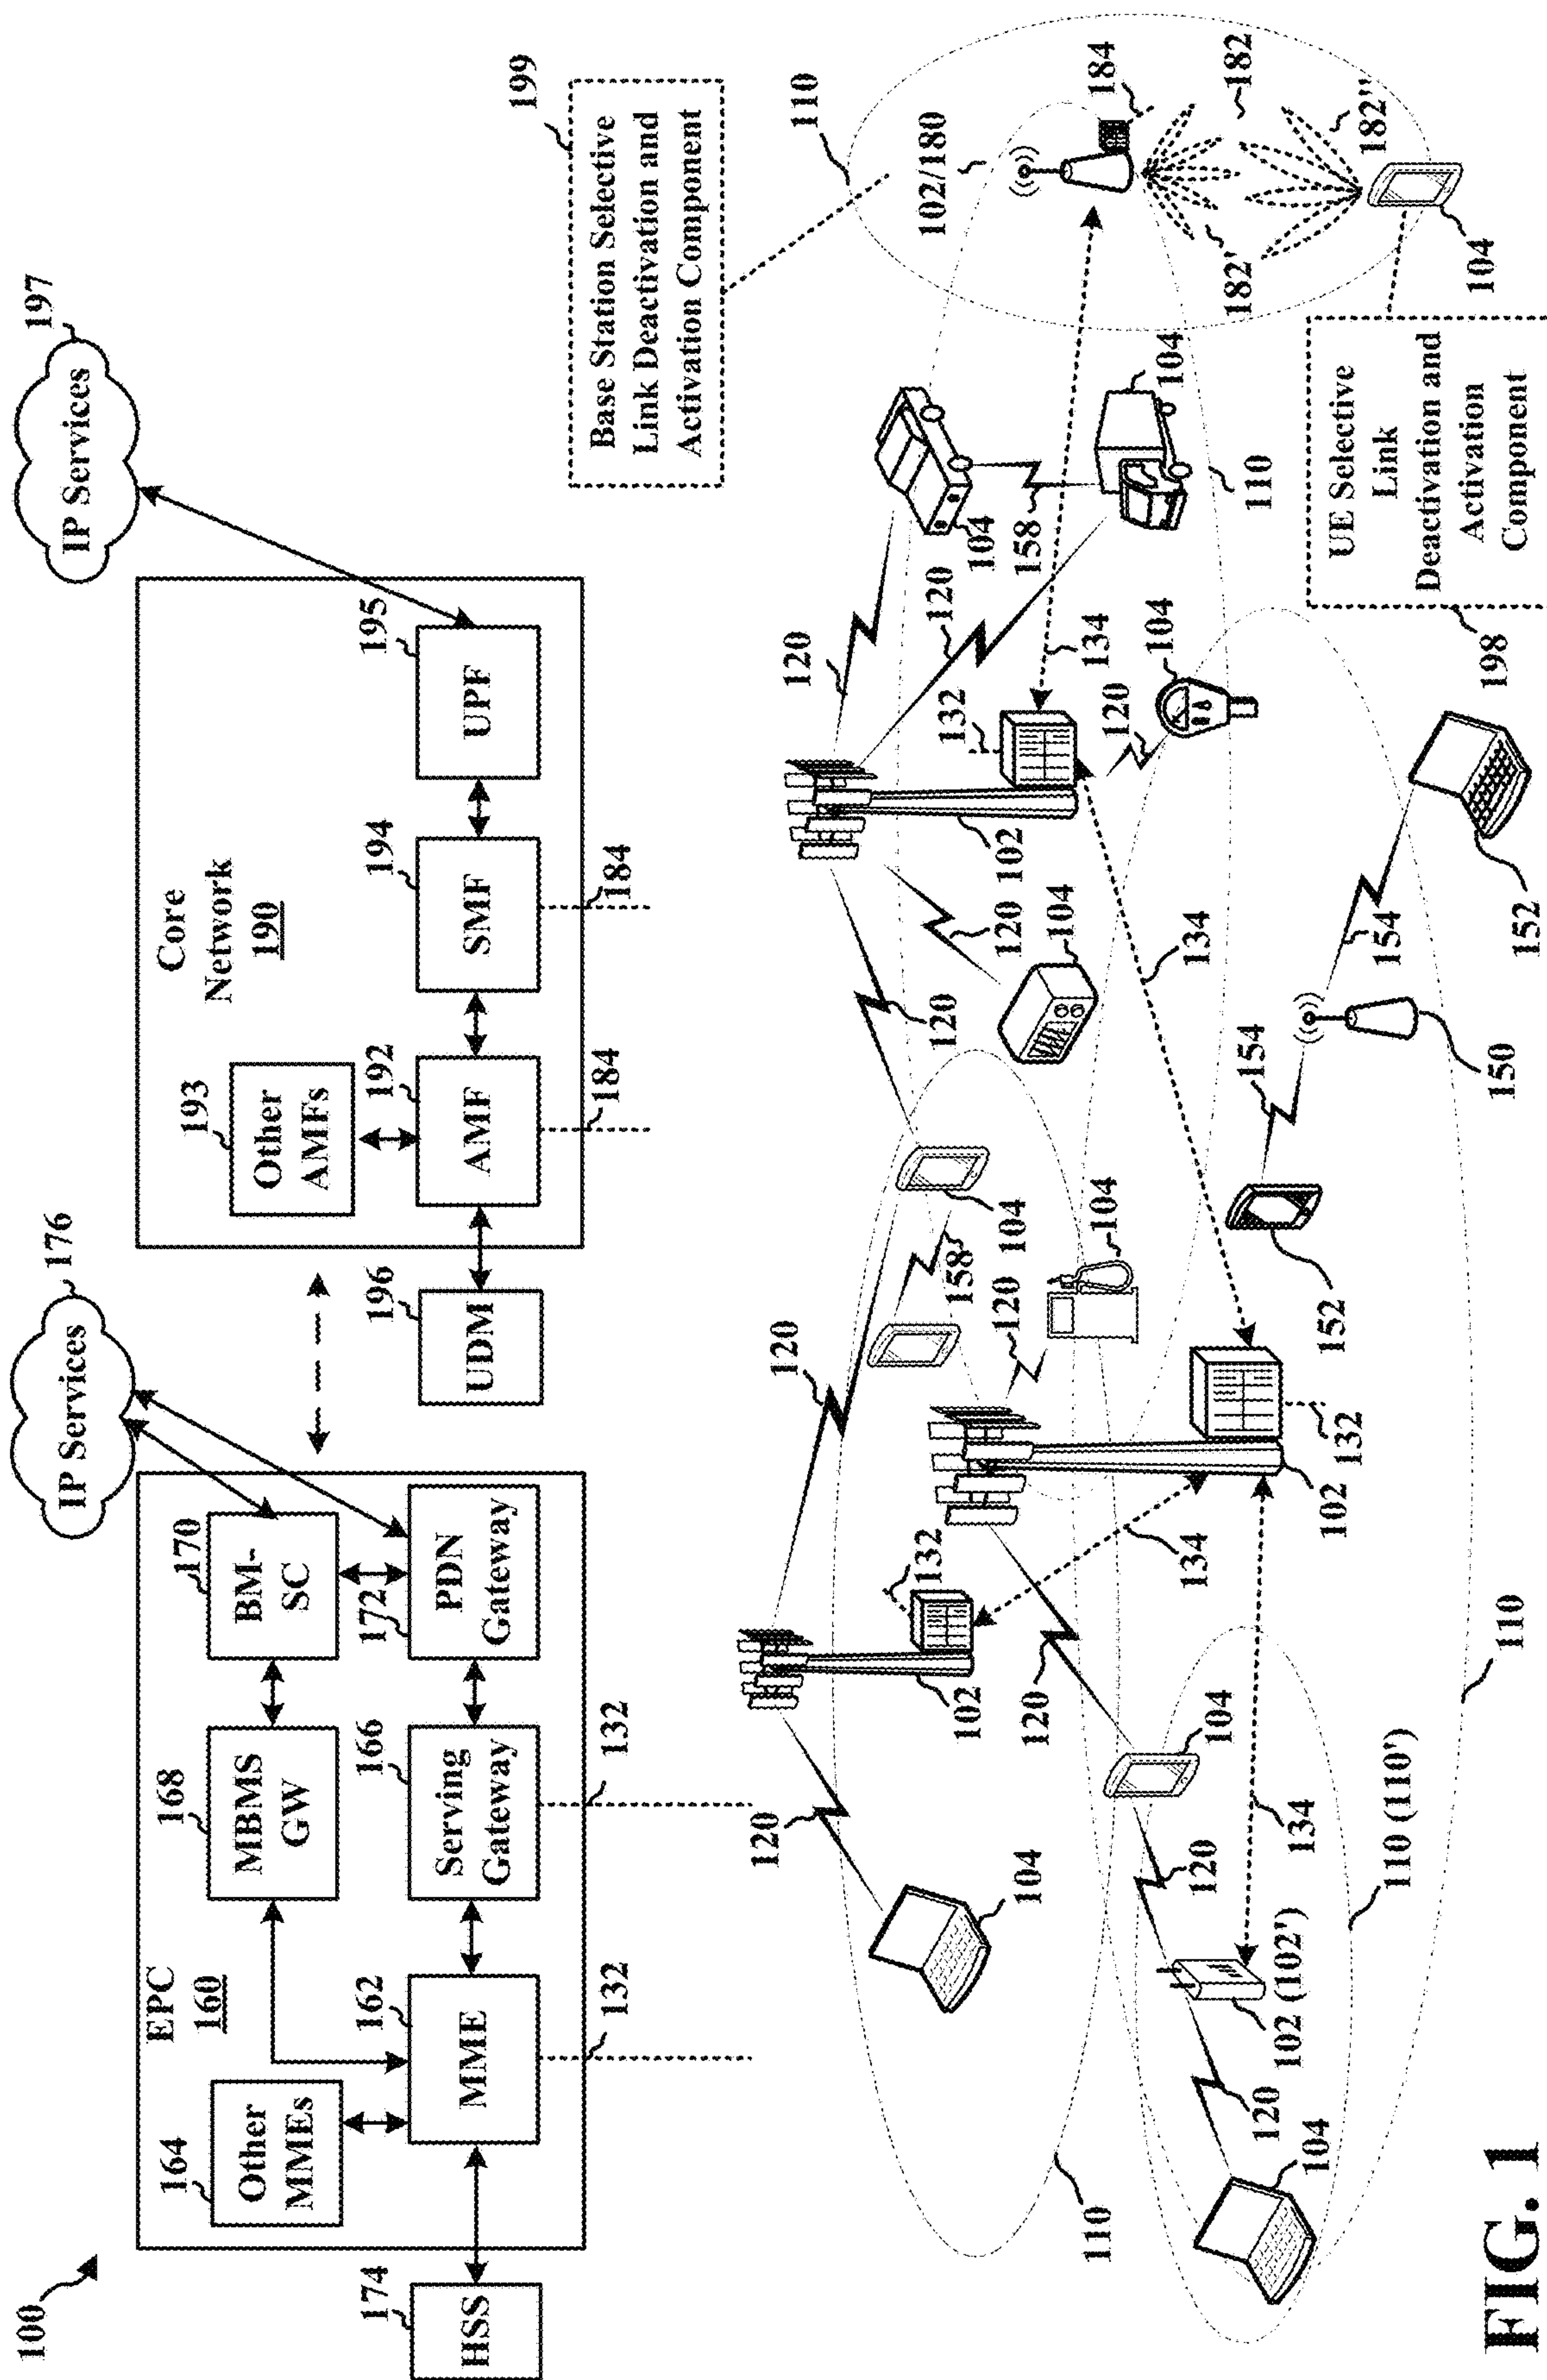 100
174
HSS
EPC
160
164
Other
MMEs
162
MME
132
168
MBMS
GW
166
Serving
Gateway
132
170
BM-
SC
172
PDN
Gateway
176
IP Services
196
UDM
Core
Network
190
193
Other
AMFs
192
AMF
184
194
SMF
184
195
UPF
197
IP Services
199
Base Station Selective
Link Deactivation and
Activation Component
110
102/180
184
182'
182
182''
104
UE Selective
Link
Deactivation and
Activation
Component
198
120
120
104
158
104
110
132
134
102
120
104
120
104
120
134
120
104
158
120
104
132
102
134
120
104
110
132
102
120
104
134
120
102 (102')
120
104
110 (110')
110
152
154
150
154
152
FIG. 1